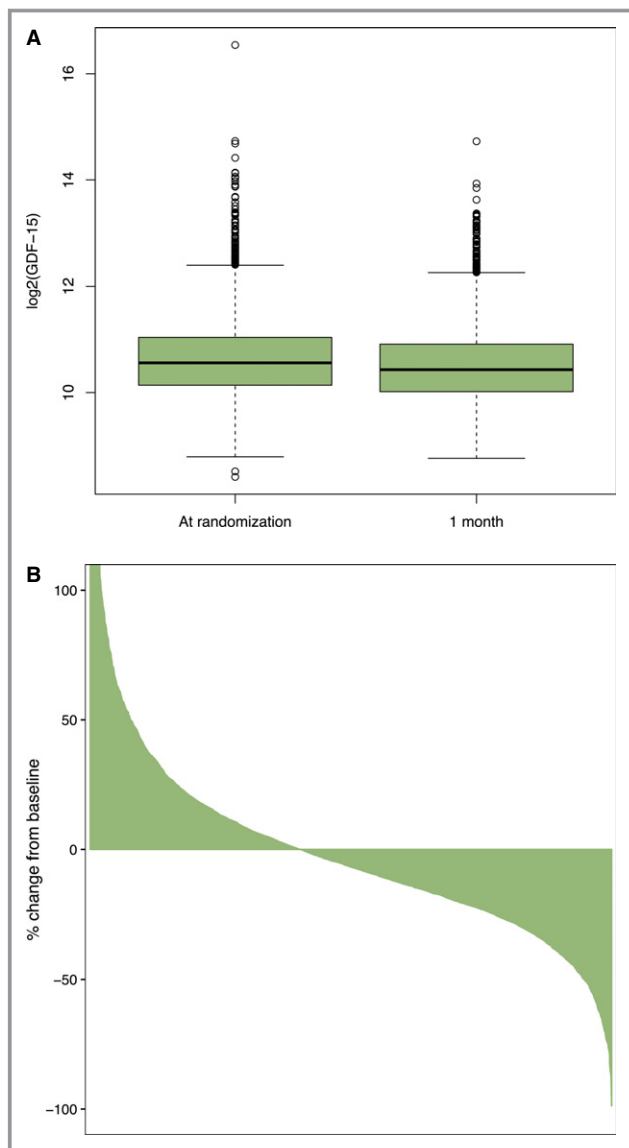 A
16
14
12
10
log2(GDF−15)
At randomization
1 month
B
100
50
0
−50
−100
% change from baseline